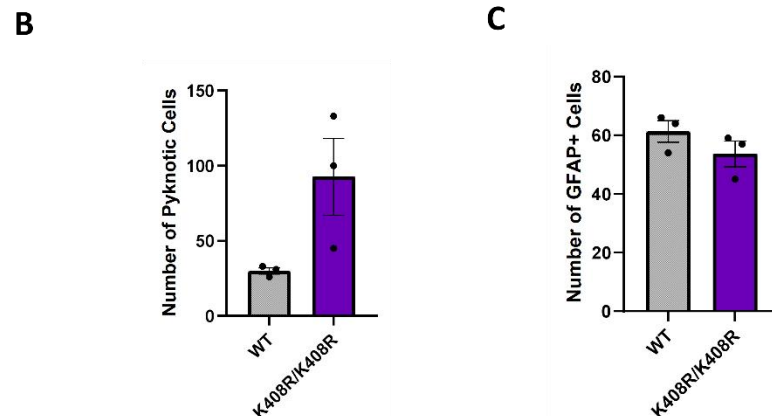 B
Number of Pyknotic Cells
150
100
50
0
WT
K408R/K408R
C
Number of GFAP+ Cells
80
60
40
20
0
WT
K408R/K408R